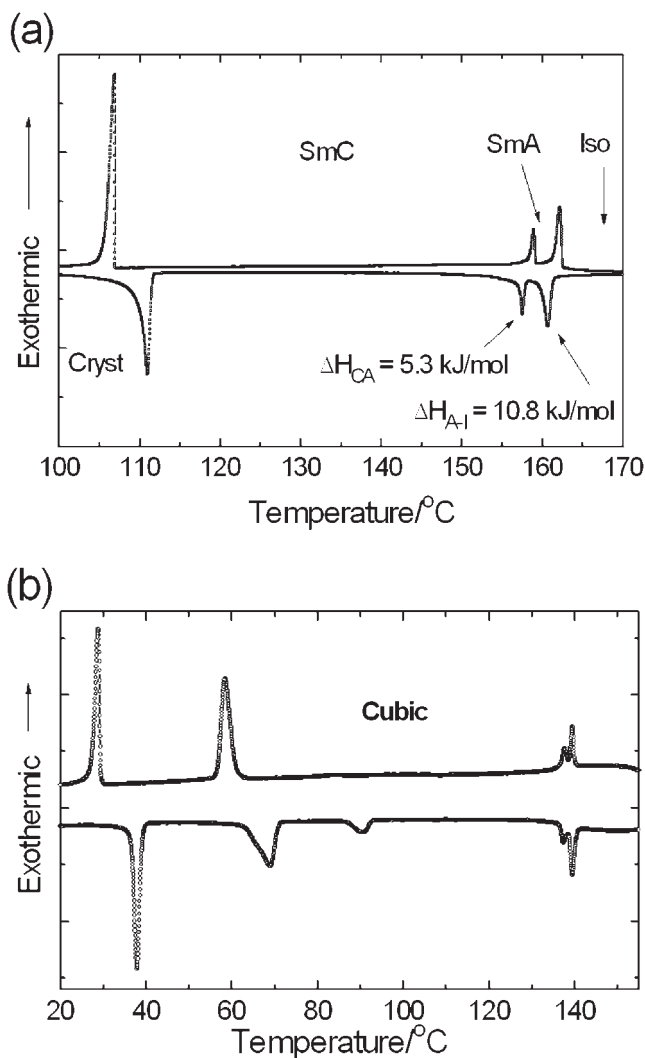 (a)
SmC
SmA
Iso
Exothermic
Cryst
ΔH_CA = 5.3 kJ/mol
ΔH_A-I = 10.8 kJ/mol
100 110 120 130 140 150 160 170
Temperature/°C
(b)
Cubic
Exothermic
20 40 60 80 100 120 140
Temperature/°C